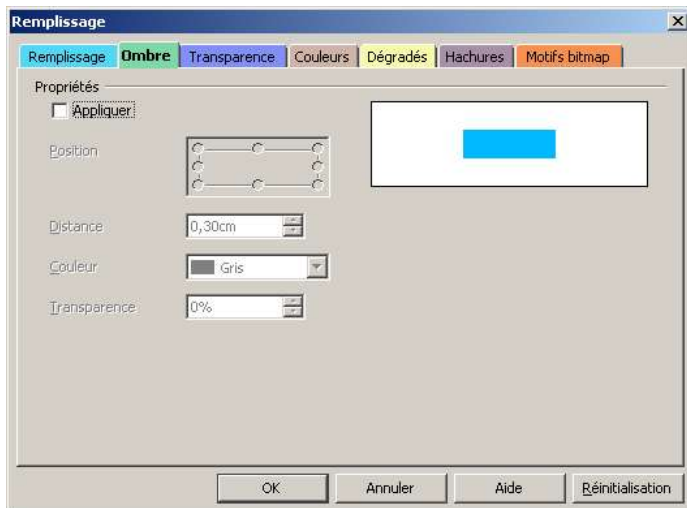 Remplissage
Remplissage Ombre Transparence Couleurs Dégradés Hachures Motifs bitmap
Propriétés
Appliquer
Position
Distance 0,30cm
Couleur Gris
Transparence 0%
OK Annuler Aide Réinitialisation